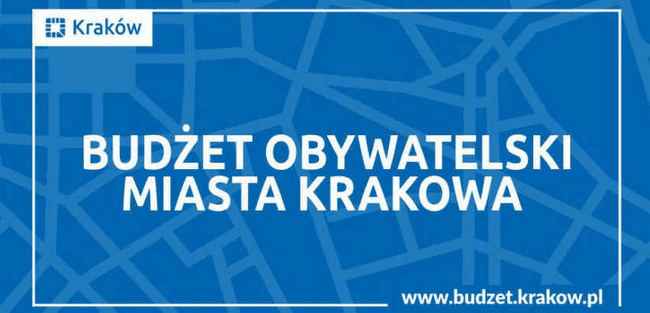 Kraków
BUDŻET OBYWATELSKI
MIASTA KRAKOWA
www.budzet.krakow.pl